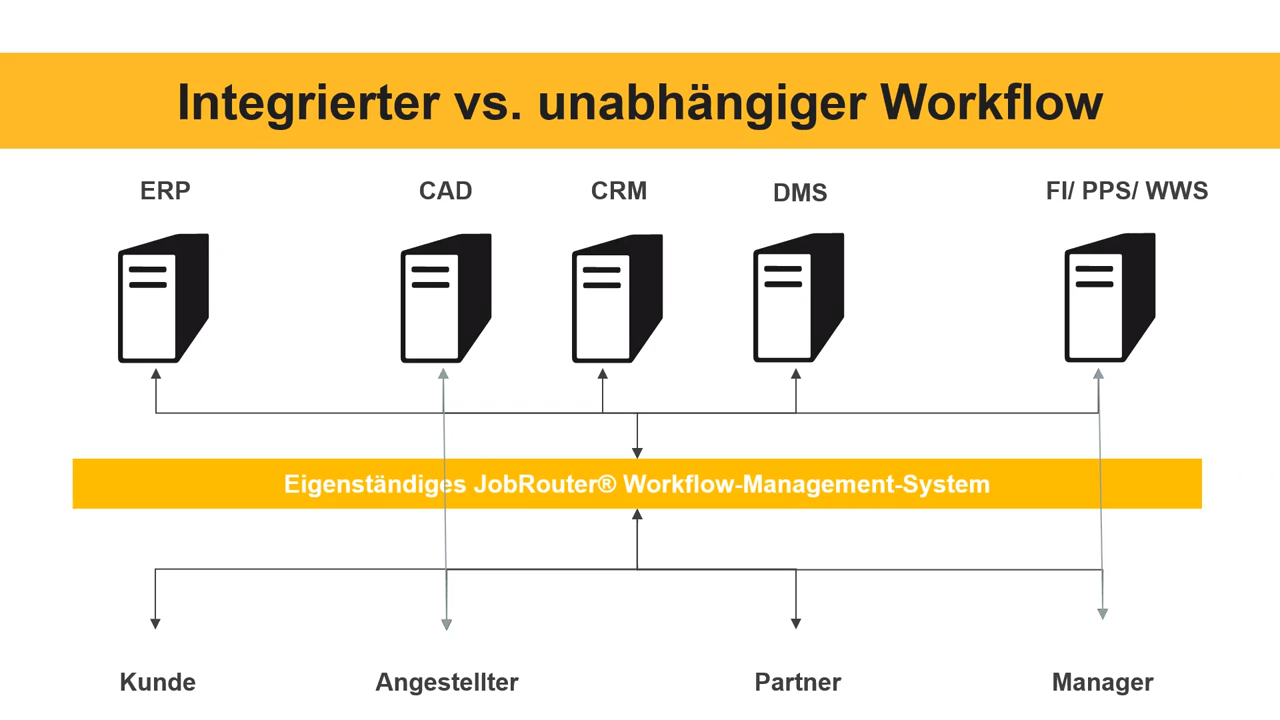 Integrierter vs. unabhängiger Workflow
ERP
CAD
CRM
DMS
FI/ PPS/ WWS
Eigenständiges JobRouter® Workflow-Management-System
Kunde
Angestellter
Partner
Manager